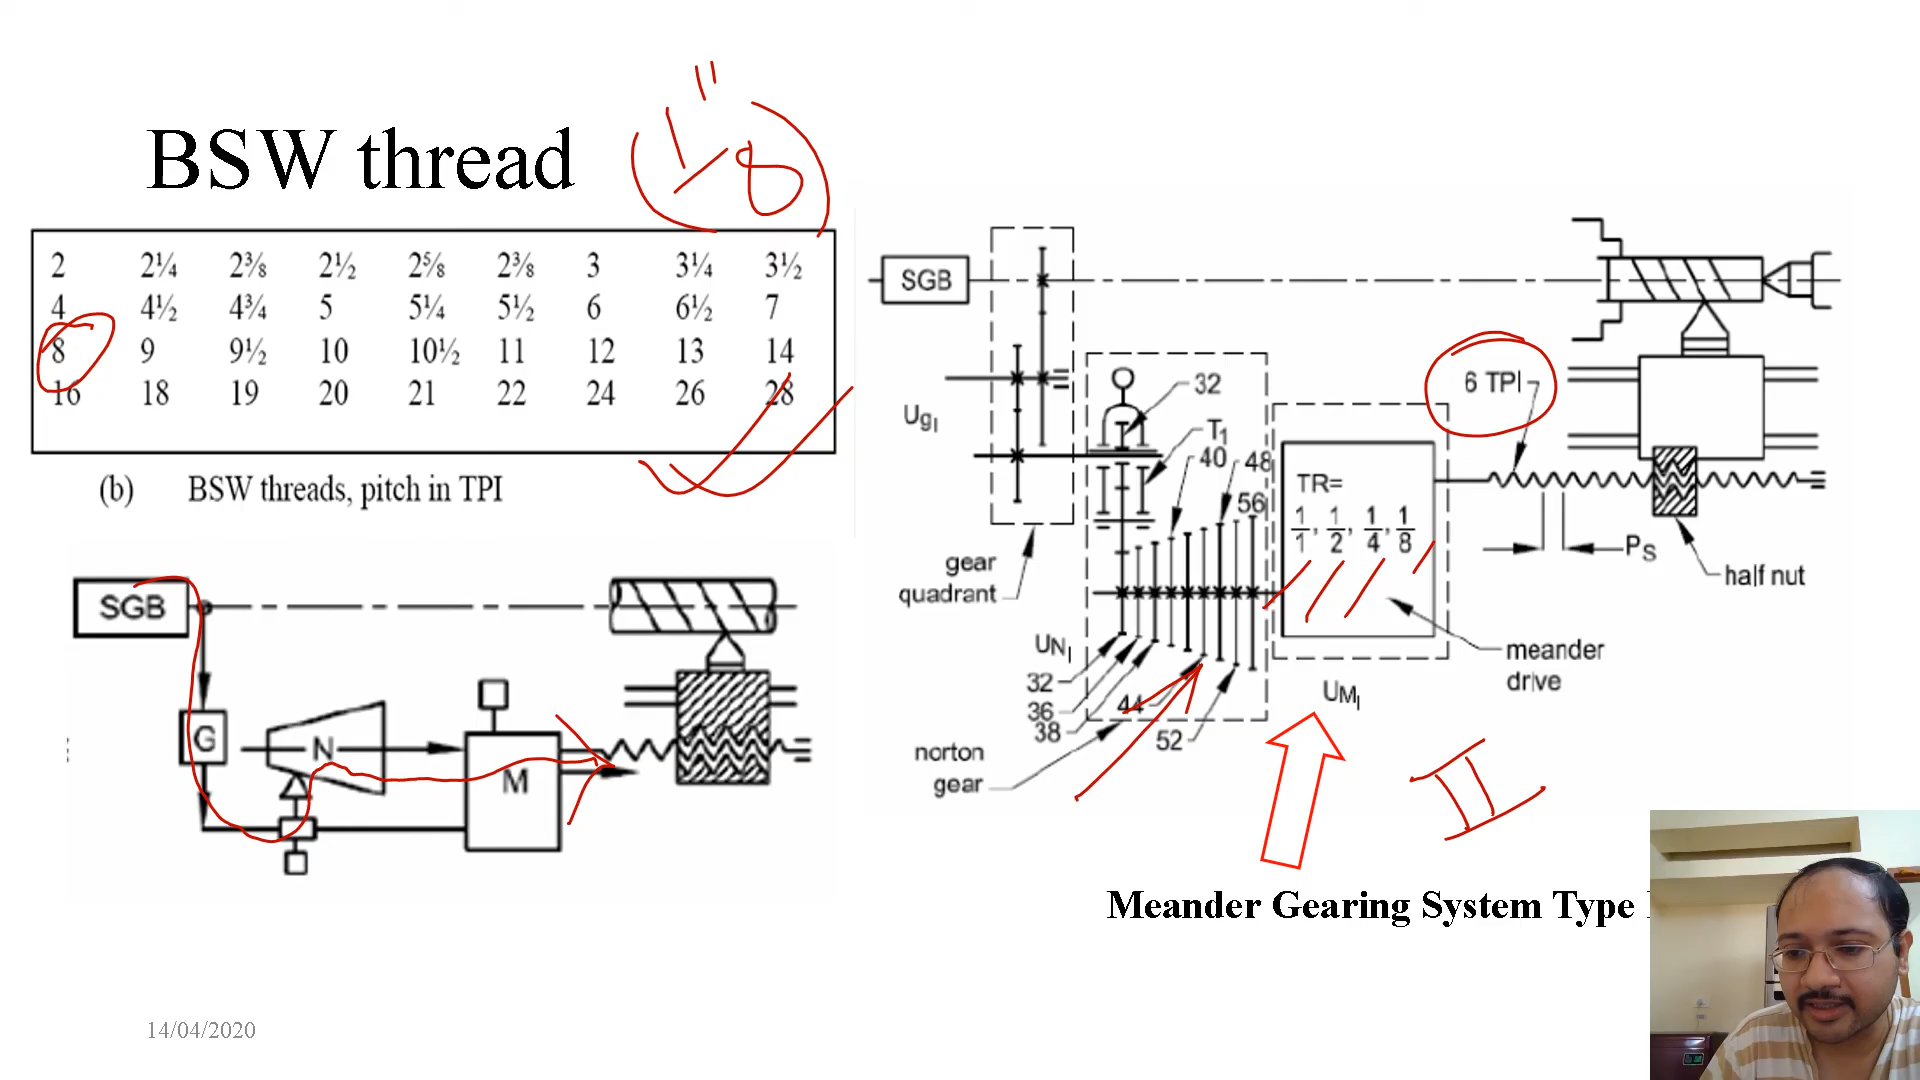 1"
8
BSW thread
2 2¼ 2⅜ 2½ 2⅝ 2⅜ 3 3¼ 3½
4 4½ 4¾ 5 5¼ 5½ 6 6½ 7
8 9 9½ 10 10½ 11 12 13 14
16 18 19 20 21 22 24 26 28
(b) BSW threads, pitch in TPI
SGB
G
N
M
SGB
Ug₁
gear
quadrant
32
T₁
40
48
56
UN₁
32
36
38
44
52
norton
gear
TR=
1/1, 1/2, 1/4, 1/8
UM₁
meander
drive
6 TPI
PS
half nut
II
Meander Gearing System Type
14/04/2020